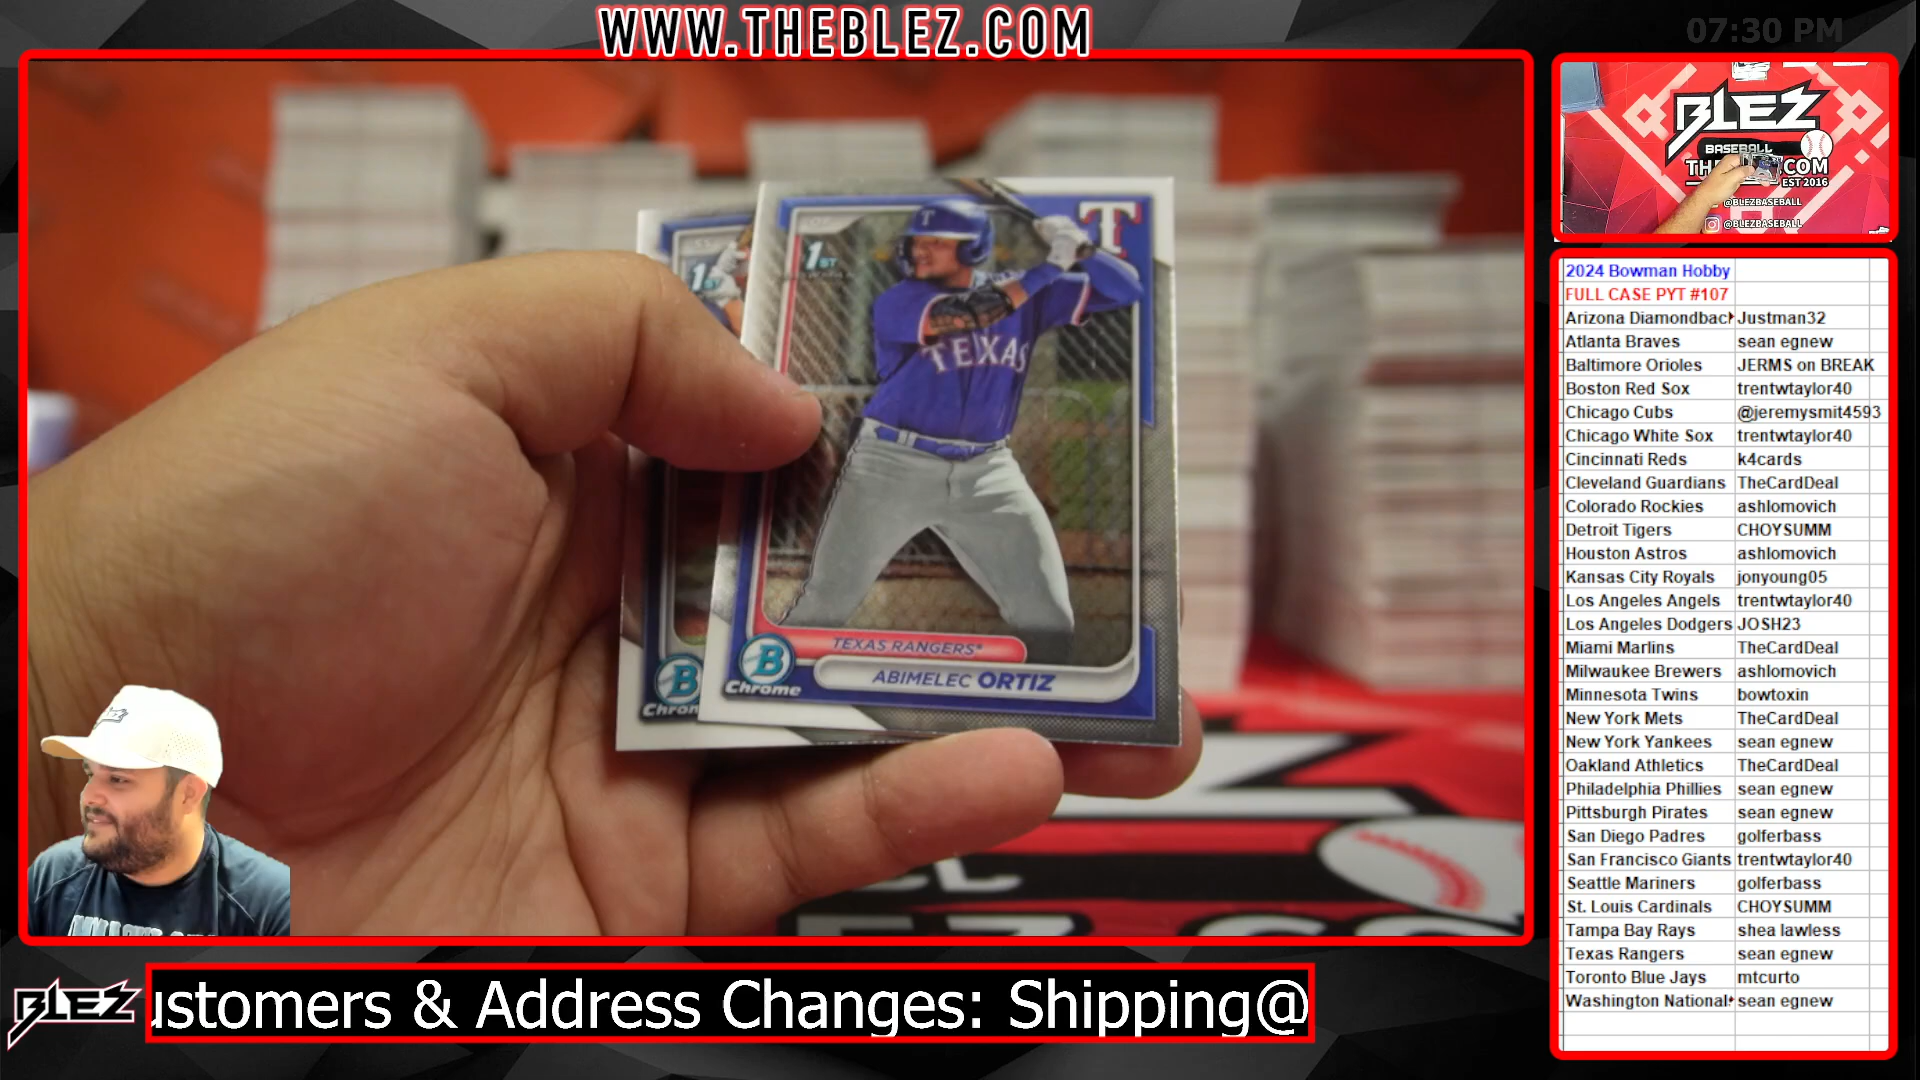 WWW.THEBLEZ.COM
07:30 PM
1ST
T
T
TEXAS
TEXAS RANGERS
ABIMELEC ORTIZ
B
Chrome
1ST
B
Chrom
BLEZ
BASEBALL
COM
EST 2016
@BLEZBASEBALL
@BLEZBASEBALL
2024 Bowman Hobby
FULL CASE PYT #107
Arizona Diamondback Justman32
Atlanta Braves sean egnew
Baltimore Orioles JERMS on BREAK
Boston Red Sox trentwtaylor40
Chicago Cubs @jeremysmit4593
Chicago White Sox trentwtaylor40
Cincinnati Reds k4cards
Cleveland Guardians TheCardDeal
Colorado Rockies ashlomovich
Detroit Tigers CHOYSUMM
Houston Astros ashlomovich
Kansas City Royals jonyoung05
Los Angeles Angels trentwtaylor40
Los Angeles Dodgers JOSH23
Miami Marlins TheCardDeal
Milwaukee Brewers ashlomovich
Minnesota Twins bowtoxin
New York Mets TheCardDeal
New York Yankees sean egnew
Oakland Athletics TheCardDeal
Philadelphia Phillies sean egnew
Pittsburgh Pirates sean egnew
San Diego Padres golferbass
San Francisco Giants trentwtaylor40
Seattle Mariners golferbass
St. Louis Cardinals CHOYSUMM
Tampa Bay Rays shea lawless
Texas Rangers sean egnew
Toronto Blue Jays mtcurto
Washington National sean egnew
BLEZ
ustomers & Address Changes: Shipping@